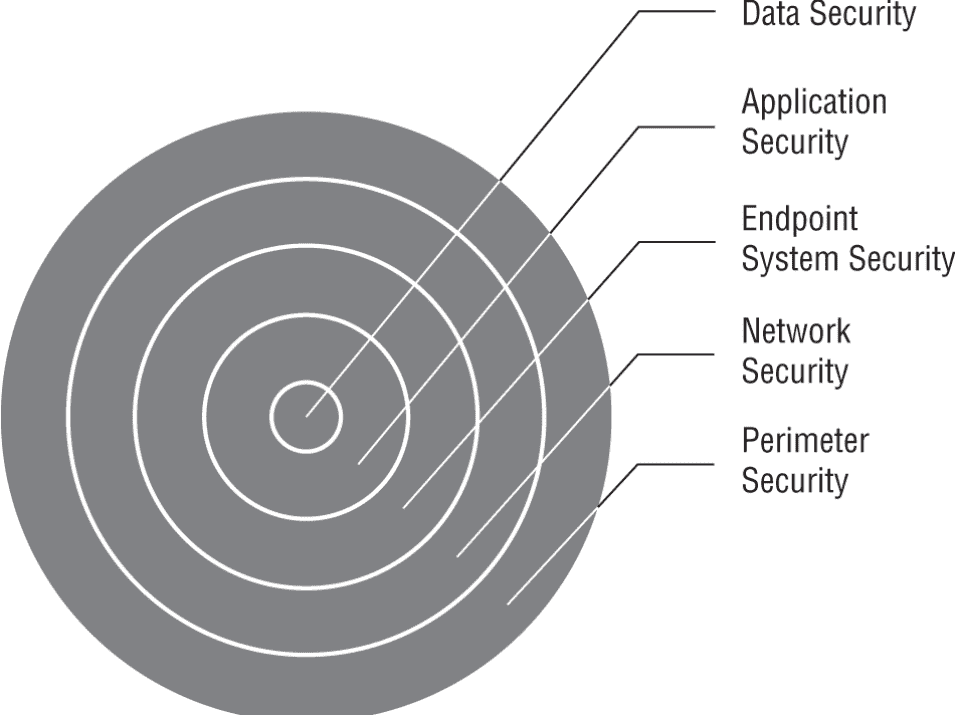 Data Security
Application
Security
Endpoint
System Security
Network
Security
Perimeter
Security